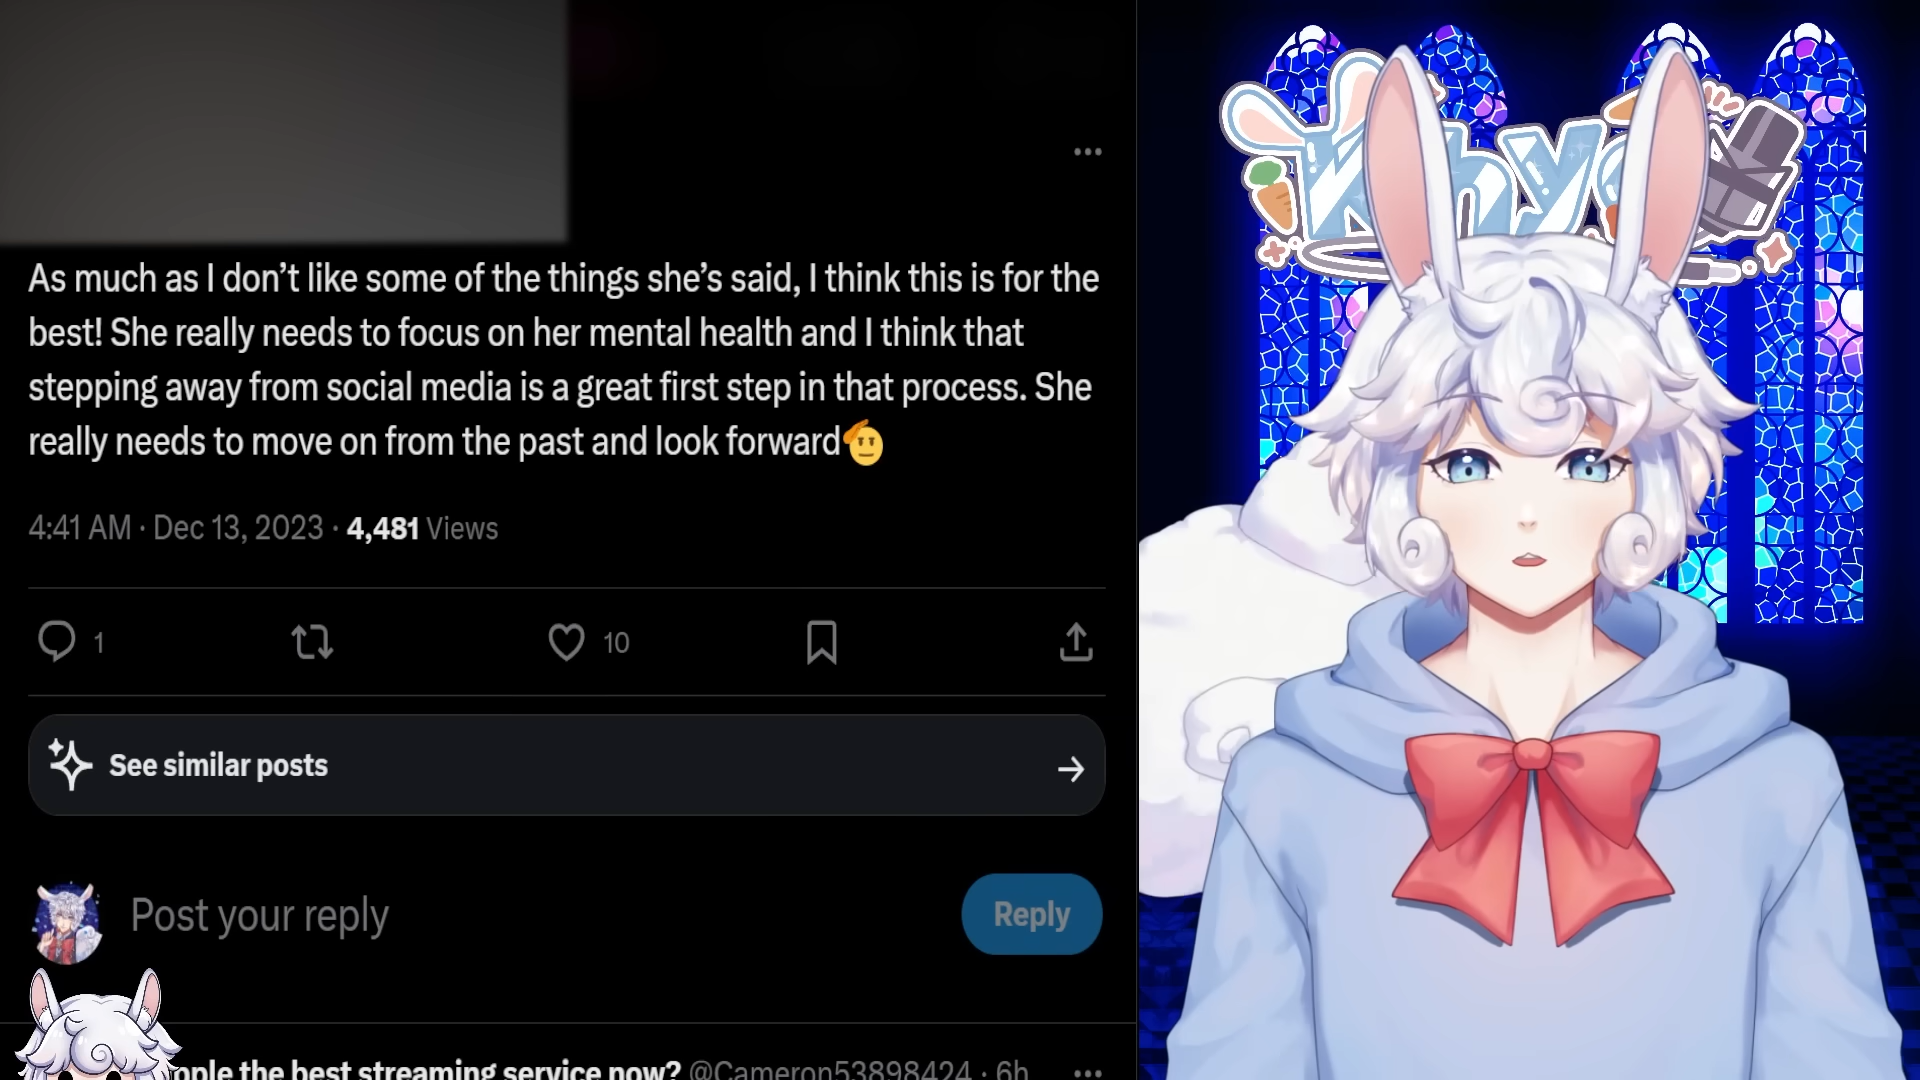 As much as I don’t like some of the things she’s said, I think this is for the
best! She really needs to focus on her mental health and I think that
stepping away from social media is a great first step in that process. She
really needs to move on from the past and look forward🫡
4:41 AM · Dec 13, 2023 · 4,481 Views
1
10
See similar posts
Post your reply
Reply
the best streaming service now? @Cameron53898424 · 6h